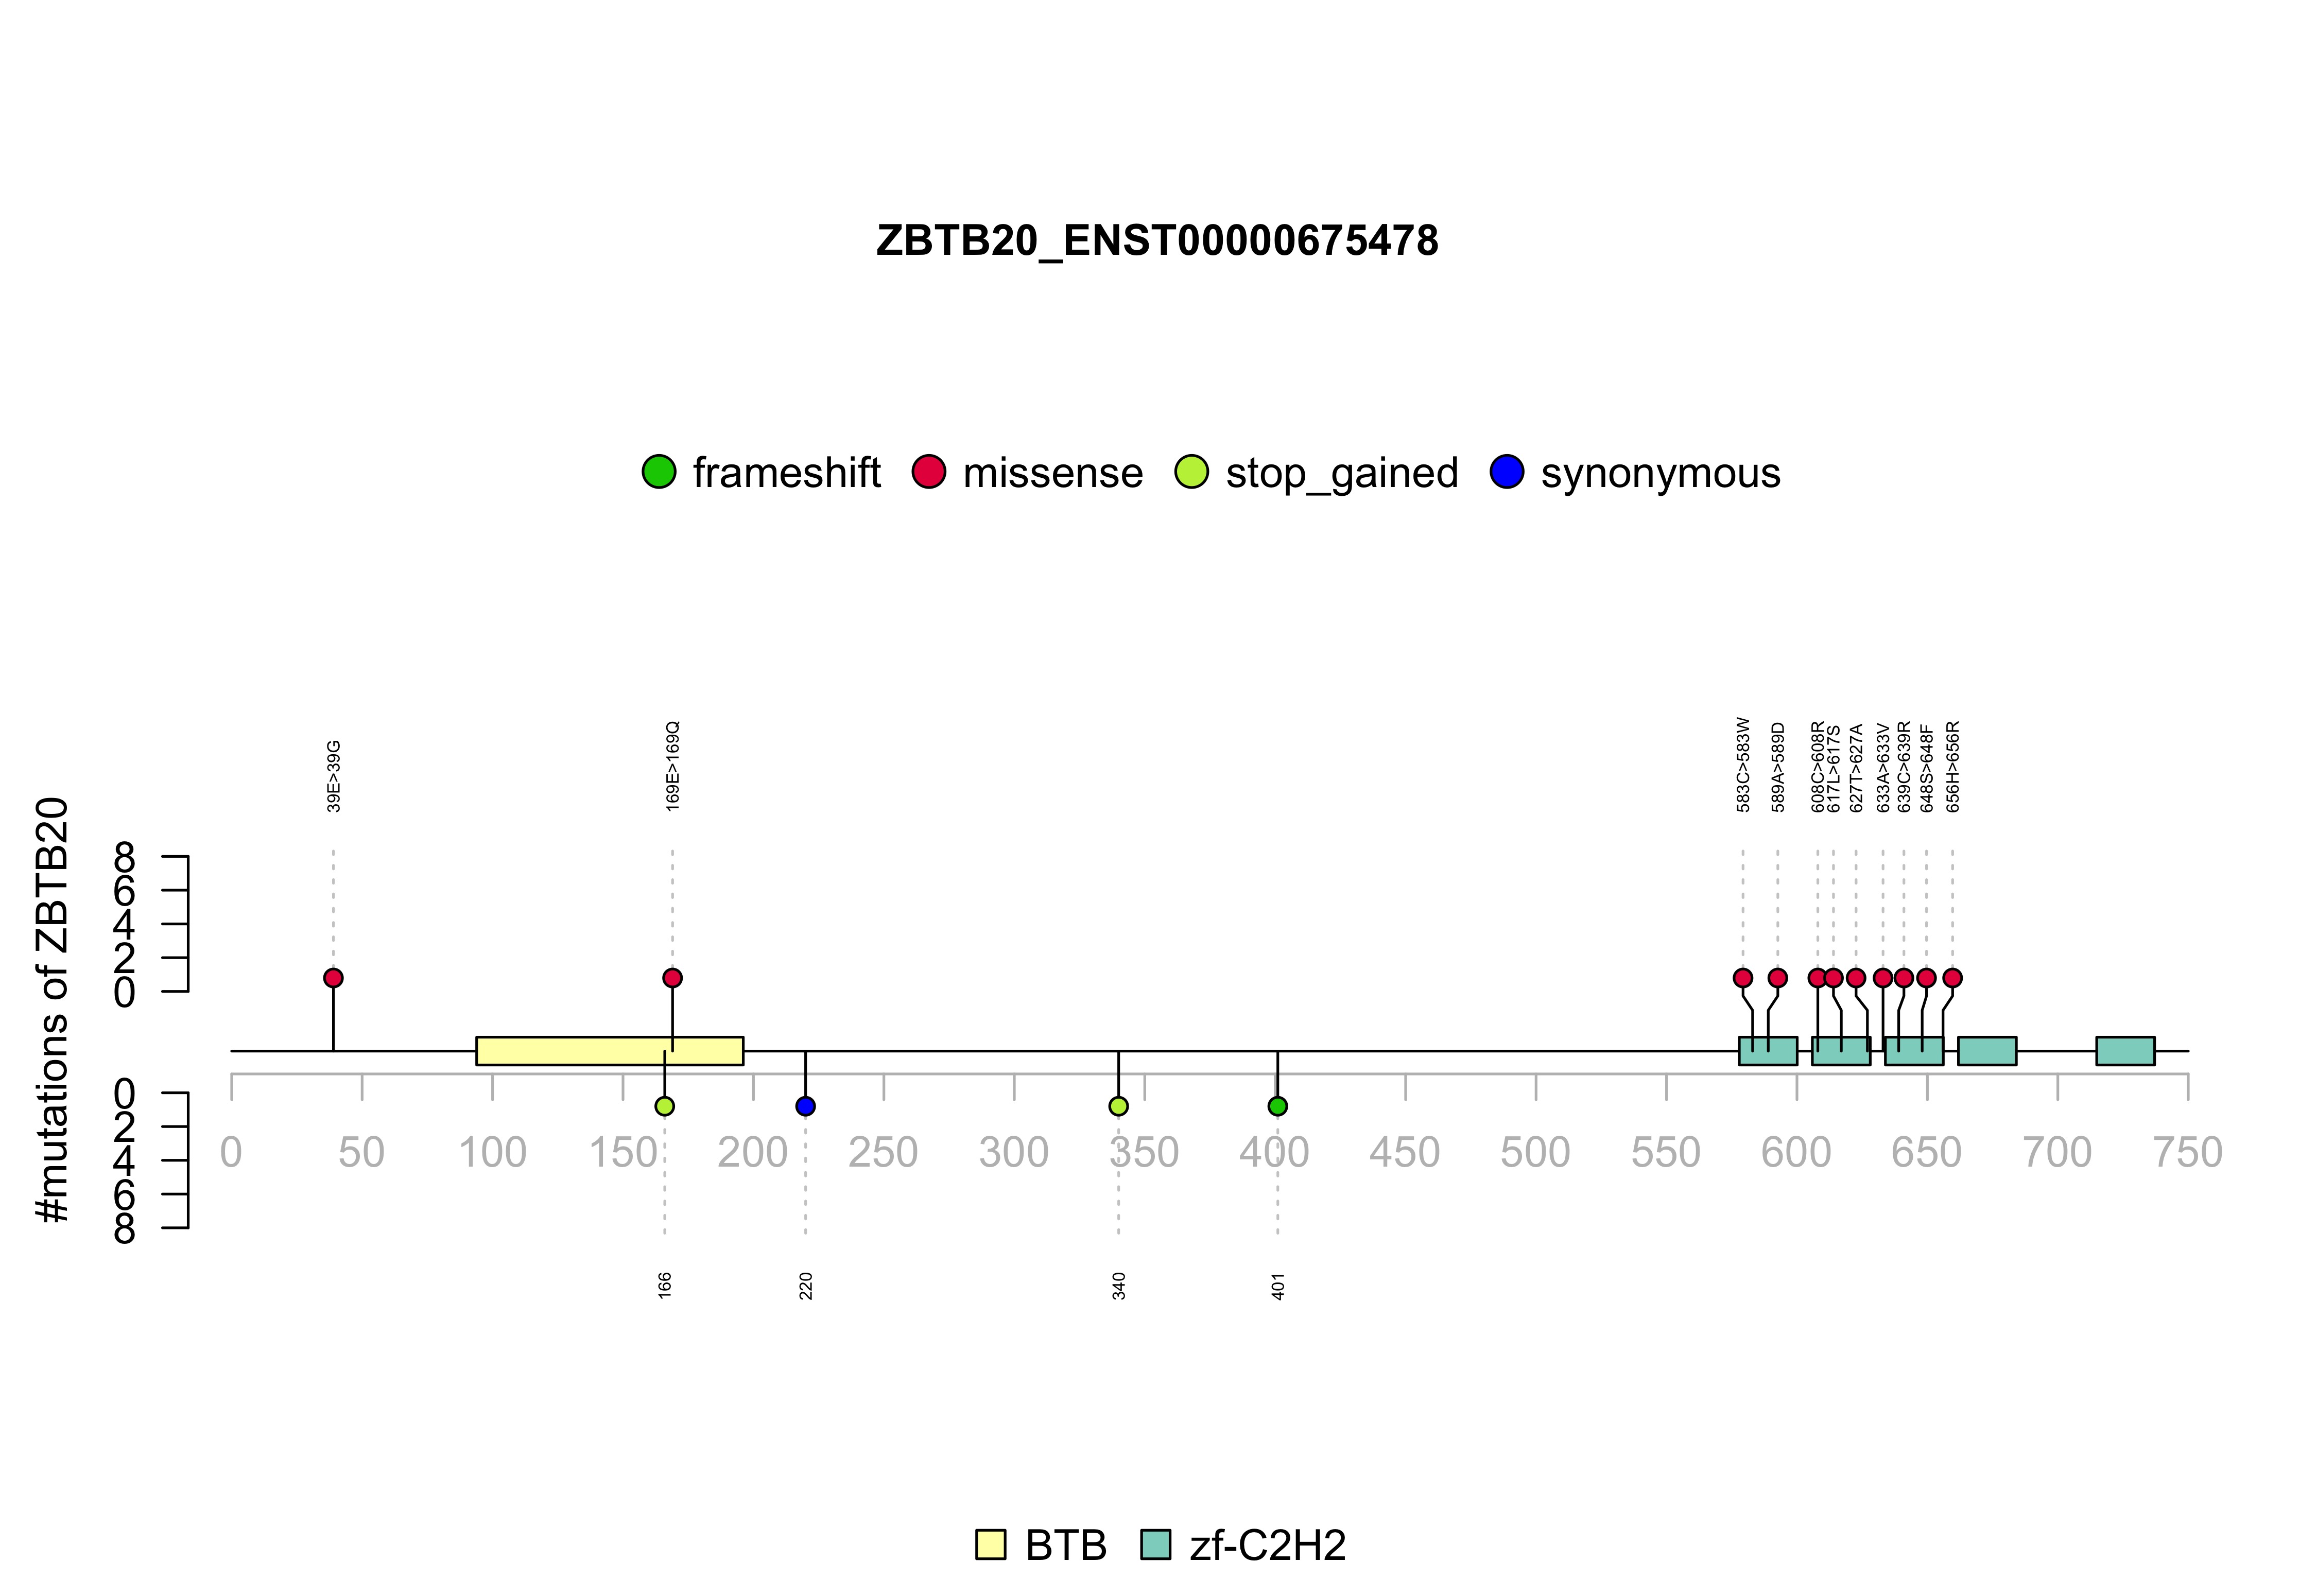 ZBTB20_ENST00000675478
frameshift missense stop_gained synonymous
39E>39G
169E>169Q
583C>583W
589A>589D
608C>608R
617L>617S
627T>627A
633A>633V
639C>639R
648S>648F
656H>656R
#mutations of ZBTB20
8
6
4
2
0
0
2
4
6
8
0 50 100 150 200 250 300 350 400 450 500 550 600 650 700 750
166
220
340
401
BTB zf-C2H2